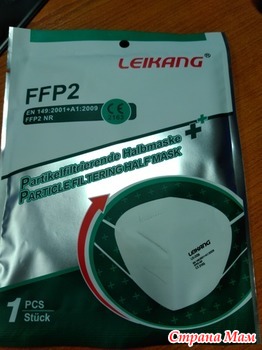 LEIKANG®
FFP2
EN 149:2001+A1:2009
FFP2 NR
CE
Partikelfiltrierende Halbmaske
PARTICLE FILTERING HALF MASK
LEIKANG
1 PCS
Stück
Страна Мам